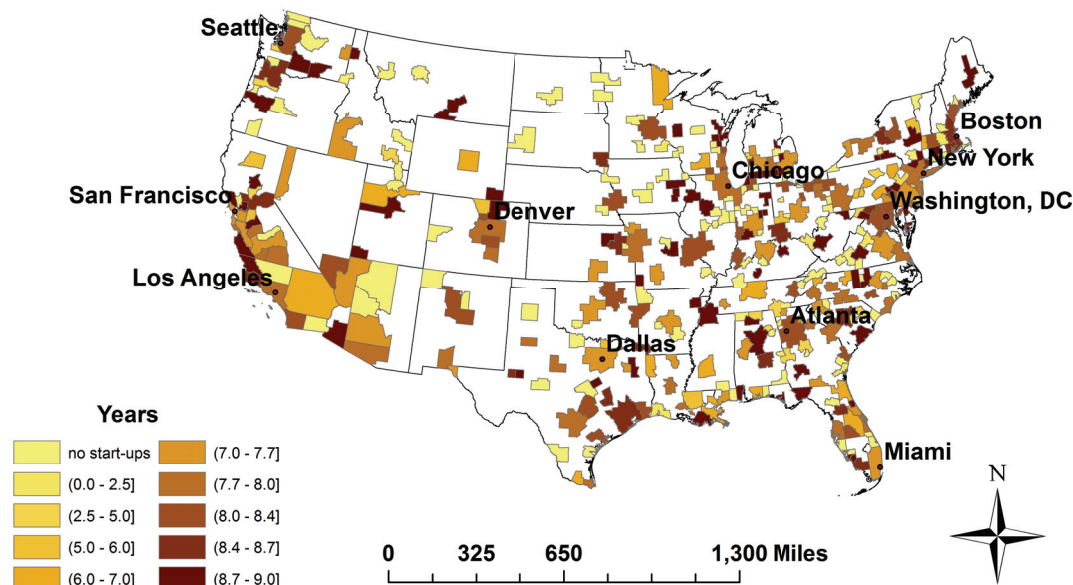 Seattle
Boston
New York
Chicago
San Francisco
Washington, DC
Denver
Los Angeles
Atlanta
Dallas
Miami
Years
no start-ups
(0.0 - 2.5]
(2.5 - 5.0]
(5.0 - 6.0]
(6.0 - 7.0]
(7.0 - 7.7]
(7.7 - 8.0]
(8.0 - 8.4]
(8.4 - 8.7]
(8.7 - 9.0]
0 325 650 1,300 Miles
N